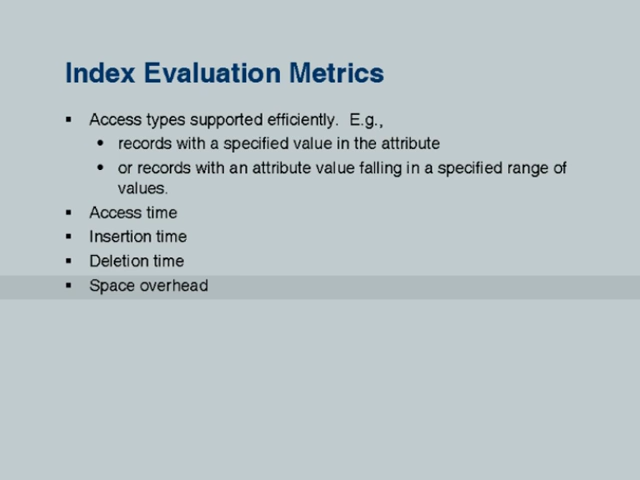 Index Evaluation Metrics
▪ Access types supported efficiently.  E.g.,
• records with a specified value in the attribute
• or records with an attribute value falling in a specified range of
values.
▪ Access time
▪ Insertion time
▪ Deletion time
▪ Space overhead